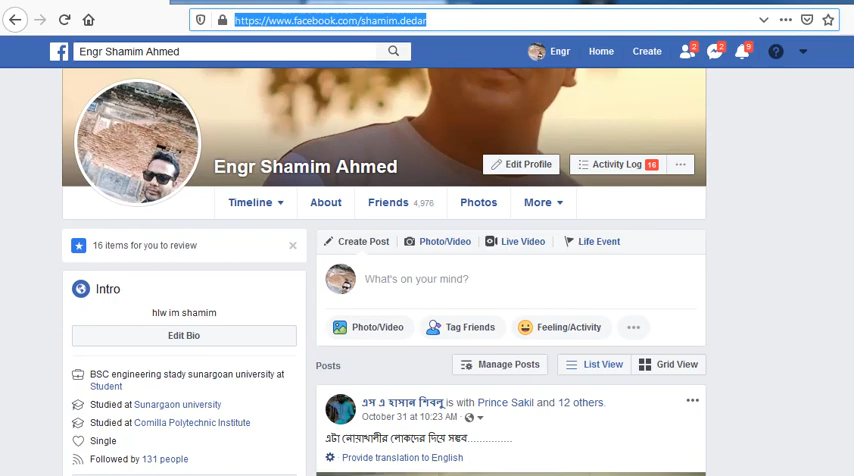 https://www.facebook.com/shamim.dedar
Engr Shamim Ahmed
Engr Home Create 2 2 9
Engr Shamim Ahmed
Edit Profile
Activity Log 16
Timeline About Friends 4,976 Photos More
16 items for you to review
Create Post Photo/Video Live Video Life Event
What's on your mind?
Photo/Video Tag Friends Feeling/Activity
Intro
hlw im shamim
Edit Bio
BSC engineering stady sunargoan university at
Student
Studied at Sunargaon university
Studied at Comilla Polytechnic Institute
Single
Followed by 131 people
Posts Manage Posts List View Grid View
এস এ হাসান শিবলু is with Prince Sakil and 12 others.
October 31 at 10:23 AM
এটা নোয়াখালীর লোকদের দিয়ে সম্ভব...............
Provide translation to English